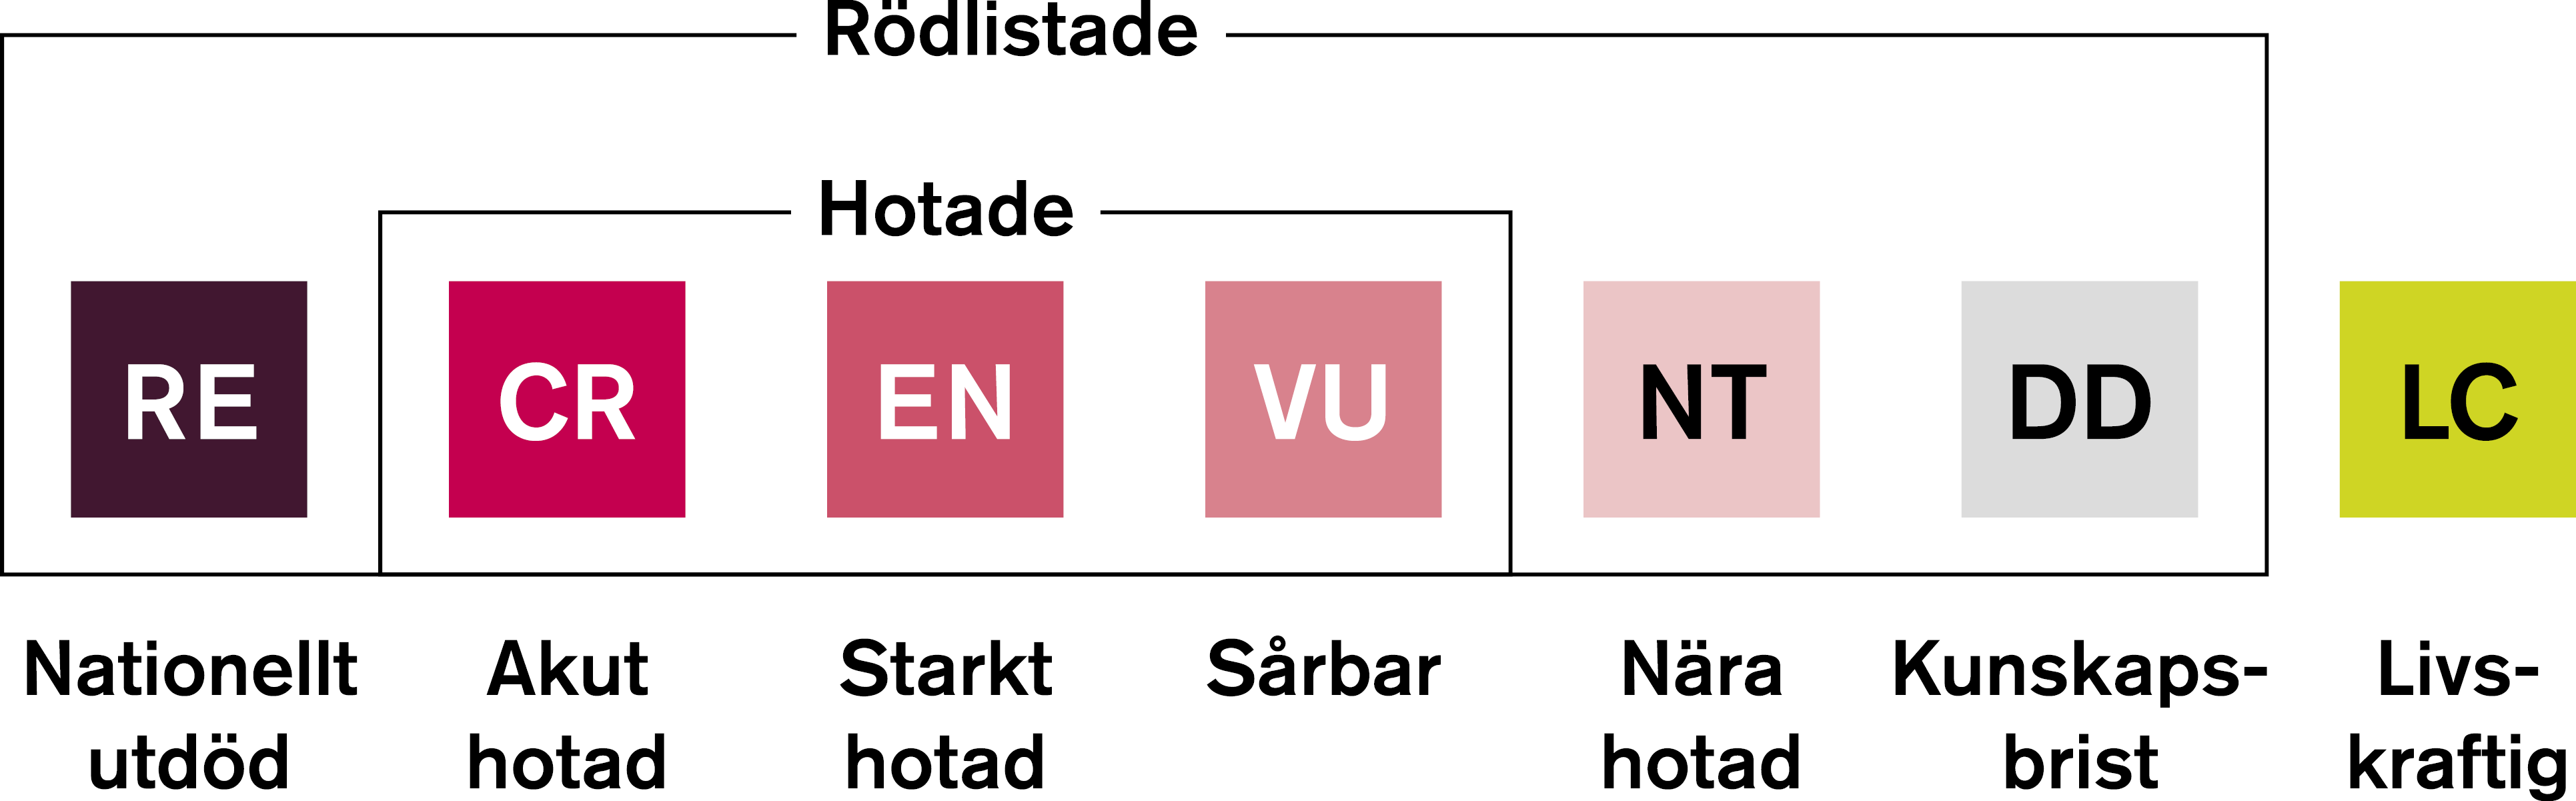 Rödlistade
Hotade
RE CR EN VU NT DD LC
Nationellt utdöd
Akut hotad
Starkt hotad
Sårbar
Nära hotad
Kunskaps-
brist
Livs-
kraftig